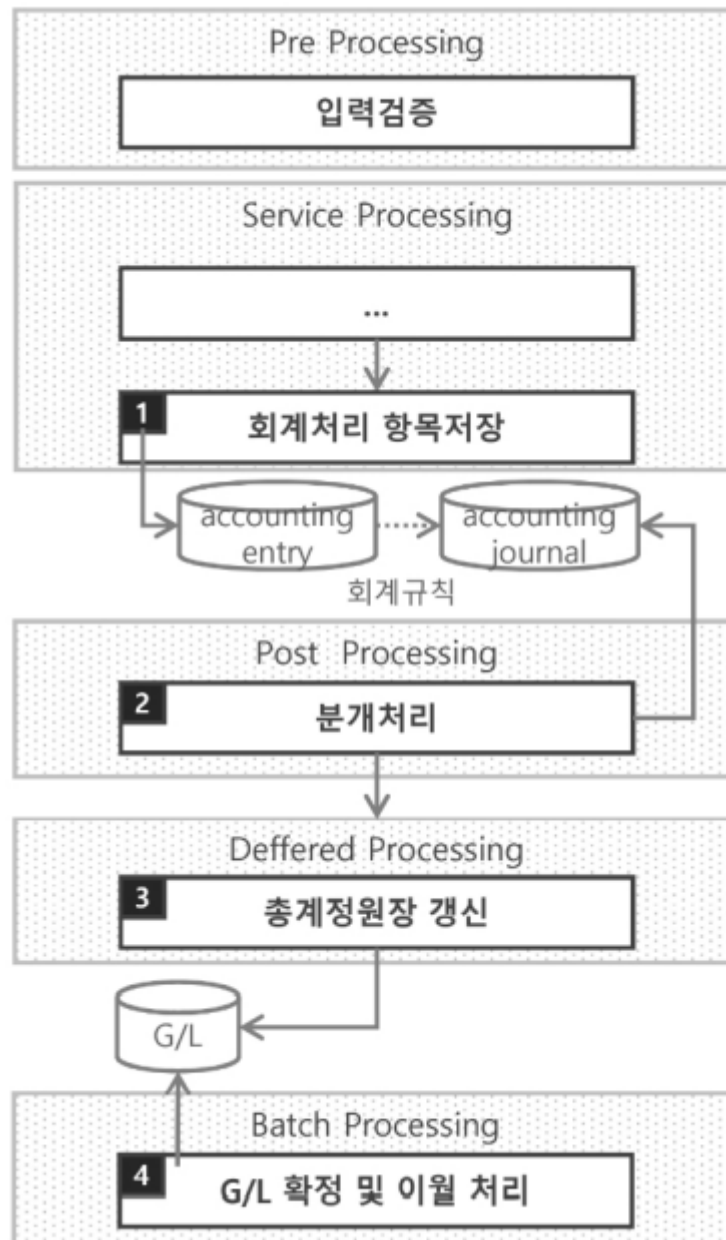 Pre Processing
입력검증
Service Processing
...
1
회계처리 항목저장
accounting
entry
accounting
journal
회계규칙
Post Processing
2
분개처리
Deffered Processing
3
총계정원장 갱신
G/L
Batch Processing
4
G/L 확정 및 이월 처리